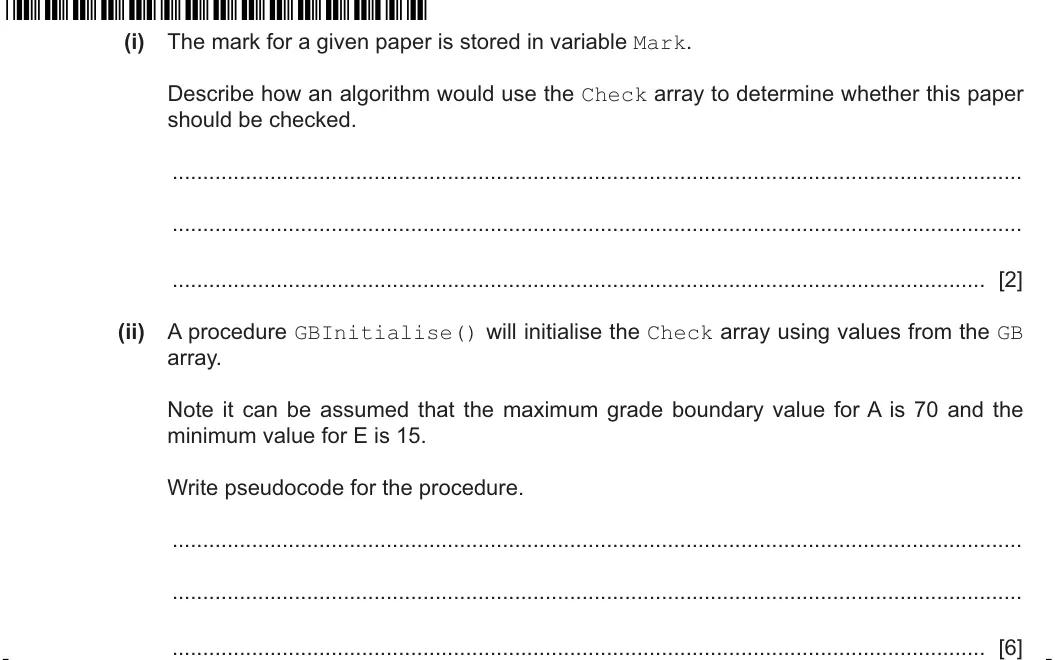 (i) The mark for a given paper is stored in variable Mark.
Describe how an algorithm would use the Check array to determine whether this paper
should be checked.
....................................................................................................................................
....................................................................................................................................
.............................................................................................................................. [2]
(ii) A procedure GBInitialise() will initialise the Check array using values from the GB
array.
Note it can be assumed that the maximum grade boundary value for A is 70 and the
minimum value for E is 15.
Write pseudocode for the procedure.
....................................................................................................................................
....................................................................................................................................
.............................................................................................................................. [6]